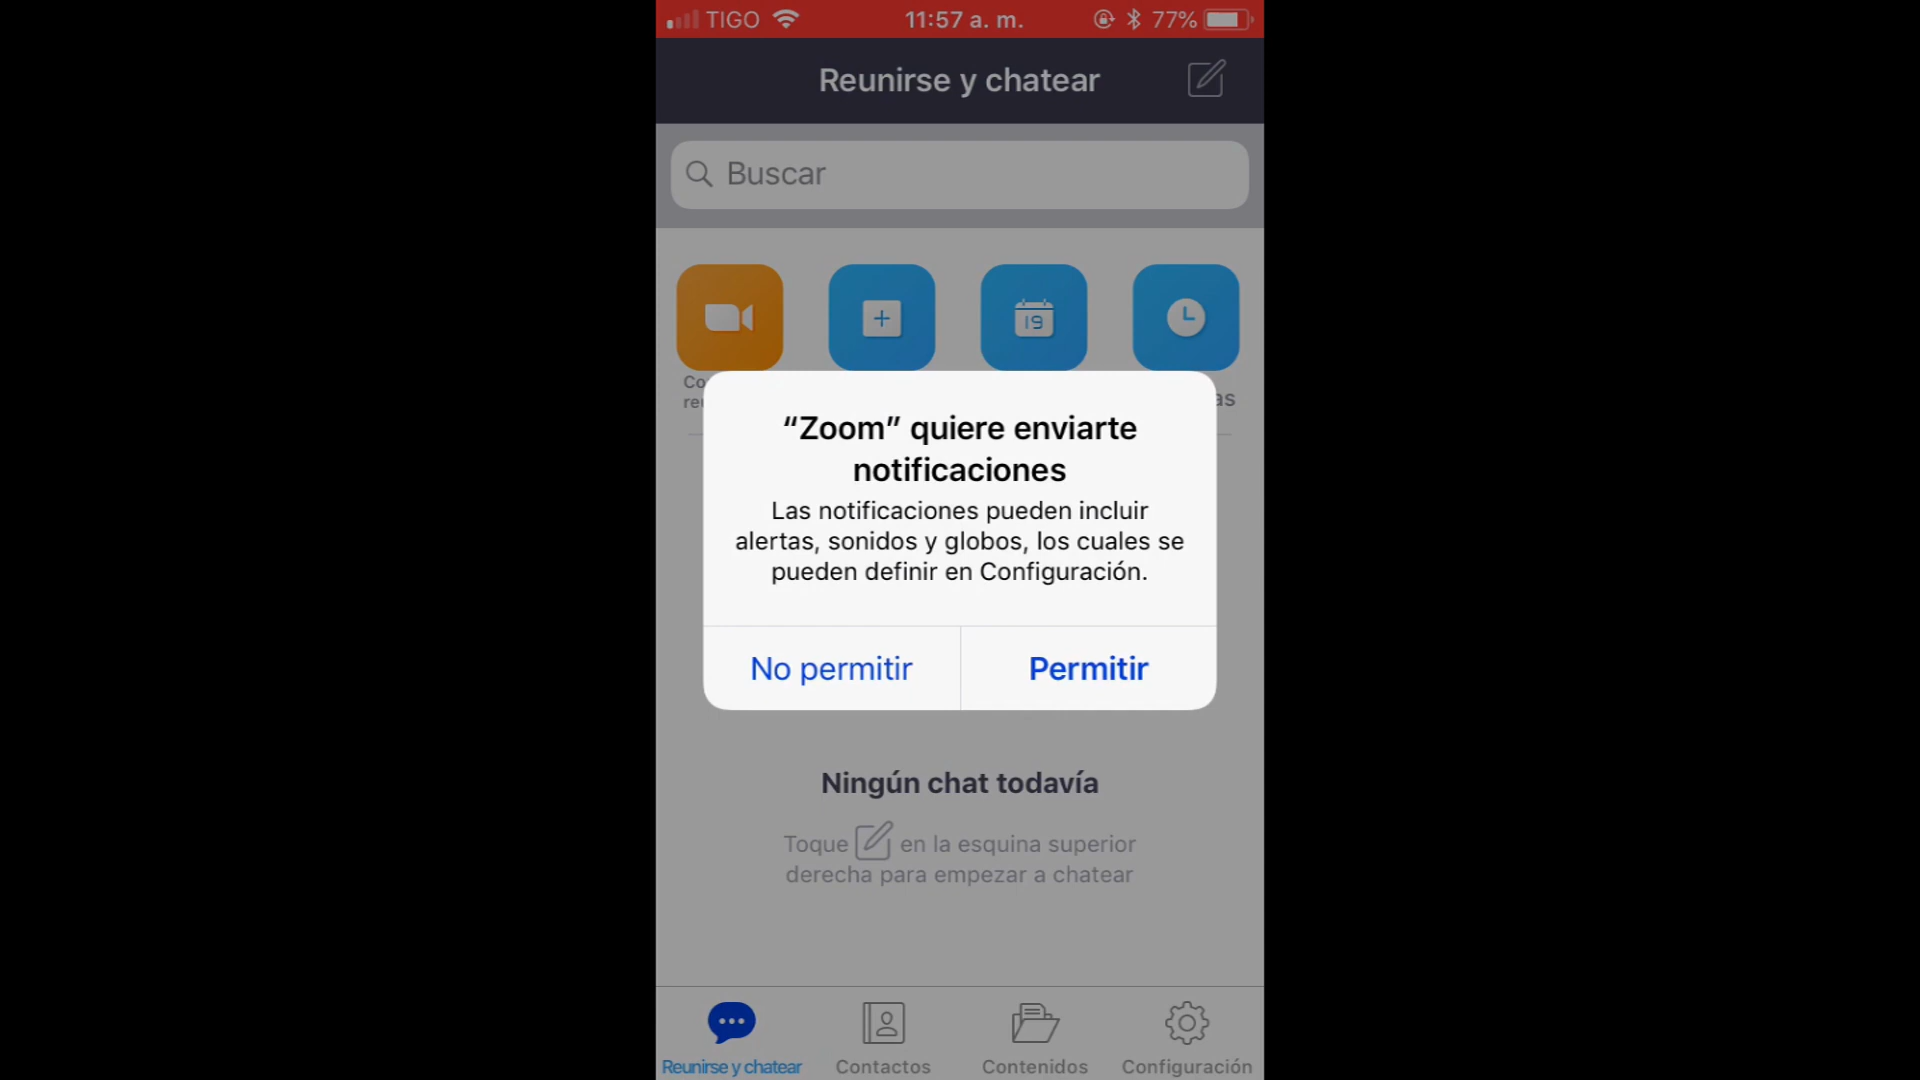 TIGO 11:57 a. m. 77%
Reunirse y chatear
Buscar
19
“Zoom” quiere enviarte
notificaciones
Las notificaciones pueden incluir
alertas, sonidos y globos, los cuales se
pueden definir en Configuración.
No permitir Permitir
Ningún chat todavía
Toque en la esquina superior
derecha para empezar a chatear
Reunirse y chatear Contactos Contenidos Configuración